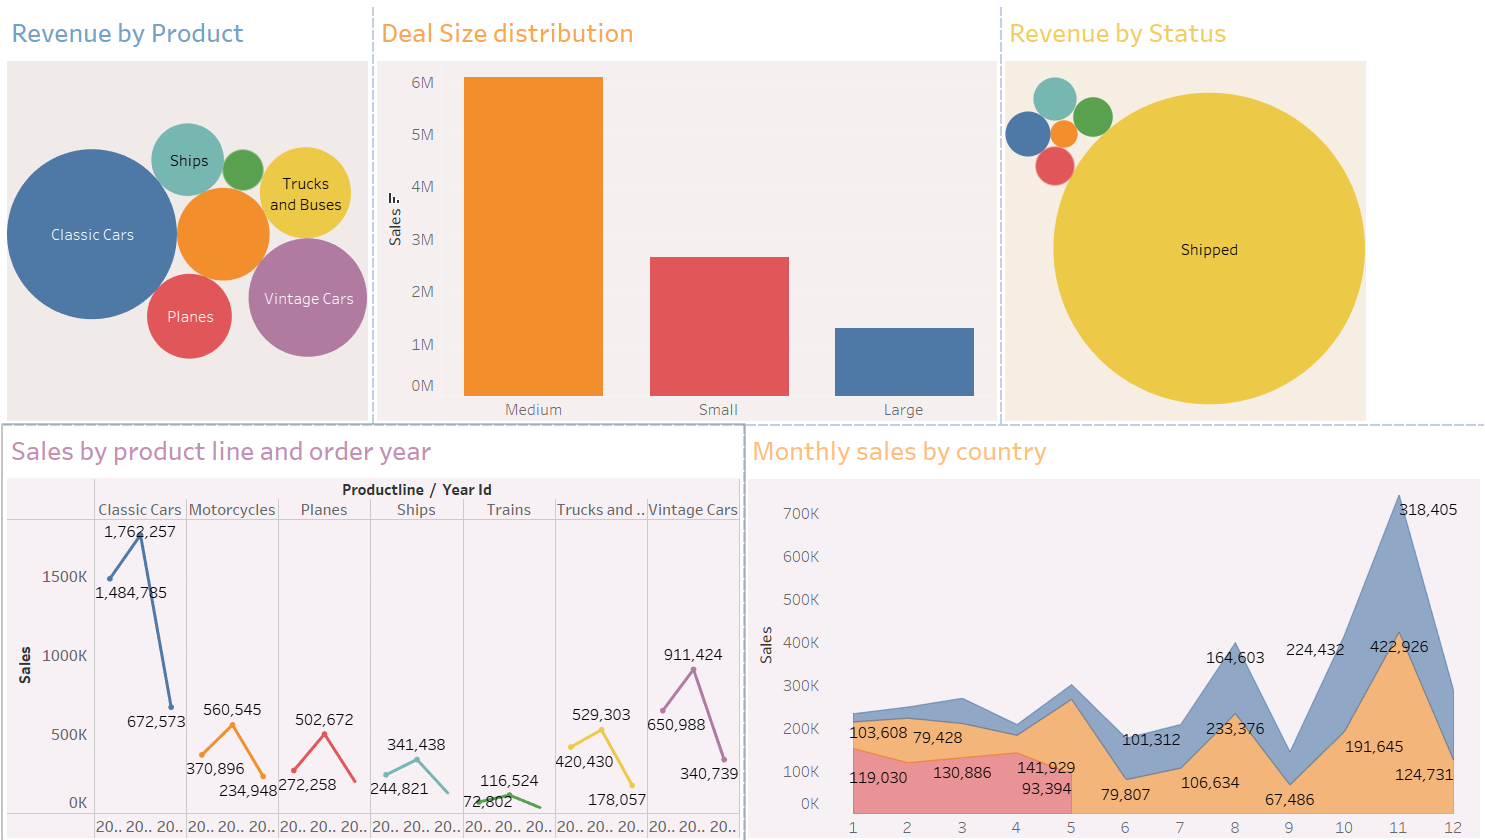 Revenue by Product
Deal Size distribution
Revenue by Status
Classic Cars
Ships
Trucks
and Buses
Planes
Vintage Cars
Sales
6M
5M
4M
3M
2M
1M
0M
Medium
Small
Large
Shipped
Sales by product line and order year
Productline / Year Id
Classic Cars
Motorcycles
Planes
Ships
Trains
Trucks and ..
Vintage Cars
Sales
1500K
1000K
500K
0K
1,762,257
1,484,785
672,573
560,545
370,896
234,948
502,672
272,258
341,438
244,821
116,524
72,802
529,303
420,430
178,057
911,424
650,988
340,739
20.. 20.. 20.. 20.. 20.. 20.. 20.. 20.. 20.. 20.. 20.. 20.. 20.. 20.. 20.. 20.. 20.. 20.. 20.. 20.. 20..
Monthly sales by country
Sales
700K
600K
500K
400K
300K
200K
100K
0K
318,405
422,926
224,432
164,603
233,376
191,645
103,608
79,428
101,312
119,030
130,886
141,929
93,394
79,807
106,634
67,486
124,731
1 2 3 4 5 6 7 8 9 10 11 12